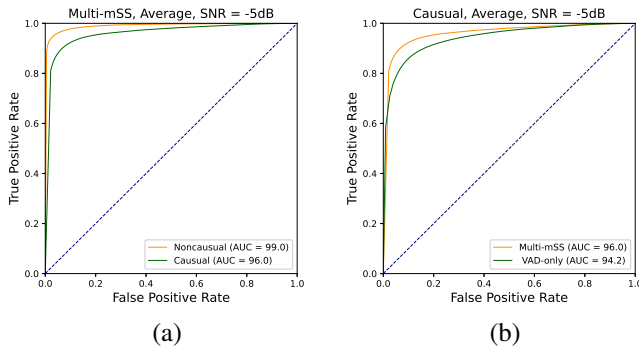 Multi-mSS, Average, SNR = -5dB
True Positive Rate
1.0
0.8
0.6
0.4
0.2
0.0
Noncausual (AUC = 99.0)
Causual (AUC = 96.0)
0.0 0.2 0.4 0.6 0.8 1.0
False Positive Rate
(a)
Causual, Average, SNR = -5dB
True Positive Rate
1.0
0.8
0.6
0.4
0.2
0.0
Multi-mSS (AUC = 96.0)
VAD-only (AUC = 94.2)
0.0 0.2 0.4 0.6 0.8 1.0
False Positive Rate
(b)